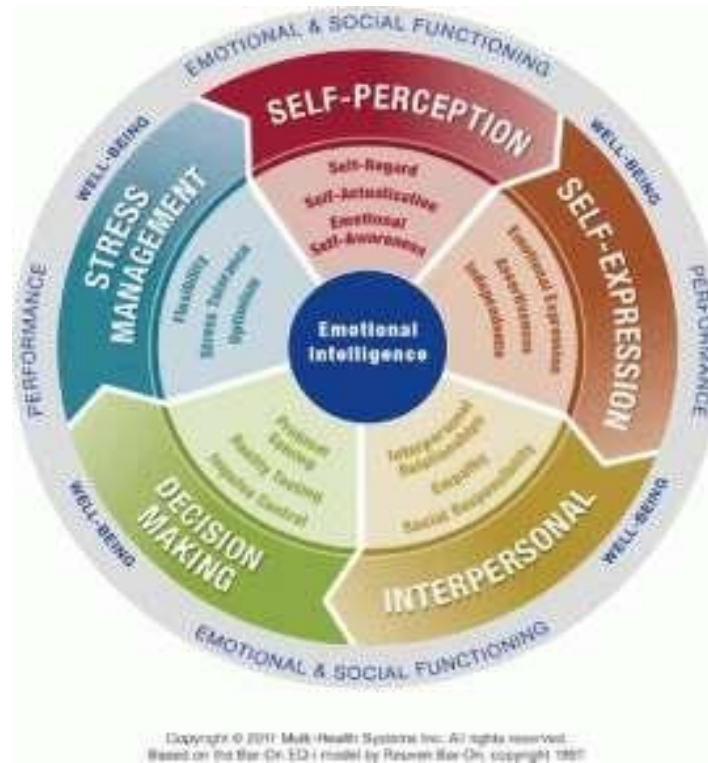 EMOTIONAL & SOCIAL FUNCTIONING
WELL-BEING
WELL-BEING
PERFORMANCE
PERFORMANCE
WELL-BEING
WELL-BEING
EMOTIONAL & SOCIAL FUNCTIONING
SELF-PERCEPTION
Self-Regard
Self-Actualization
Emotional
Self-Awareness
SELF-EXPRESSION
Emotional Expression
Assertiveness
Independence
INTERPERSONAL
Interpersonal
Relationships
Empathy
Social Responsibility
DECISION
MAKING
Problem
Solving
Reality Testing
Impulse Control
STRESS
MANAGEMENT
Flexibility
Stress Tolerance
Optimism
Emotional
Intelligence
Copyright © 2011 Multi-Health Systems Inc. All rights reserved.
Based on the Bar-On EQ-i model by Reuven Bar-On, copyright 1997